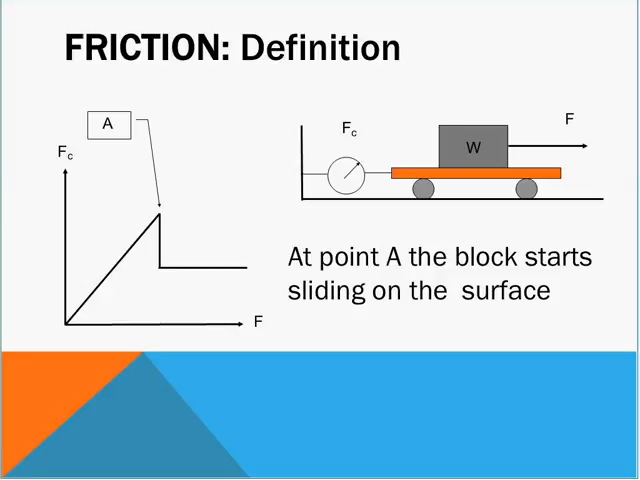 FRICTION: Definition
A
Fc
F
Fc
W
F
At point A the block starts
sliding on the surface